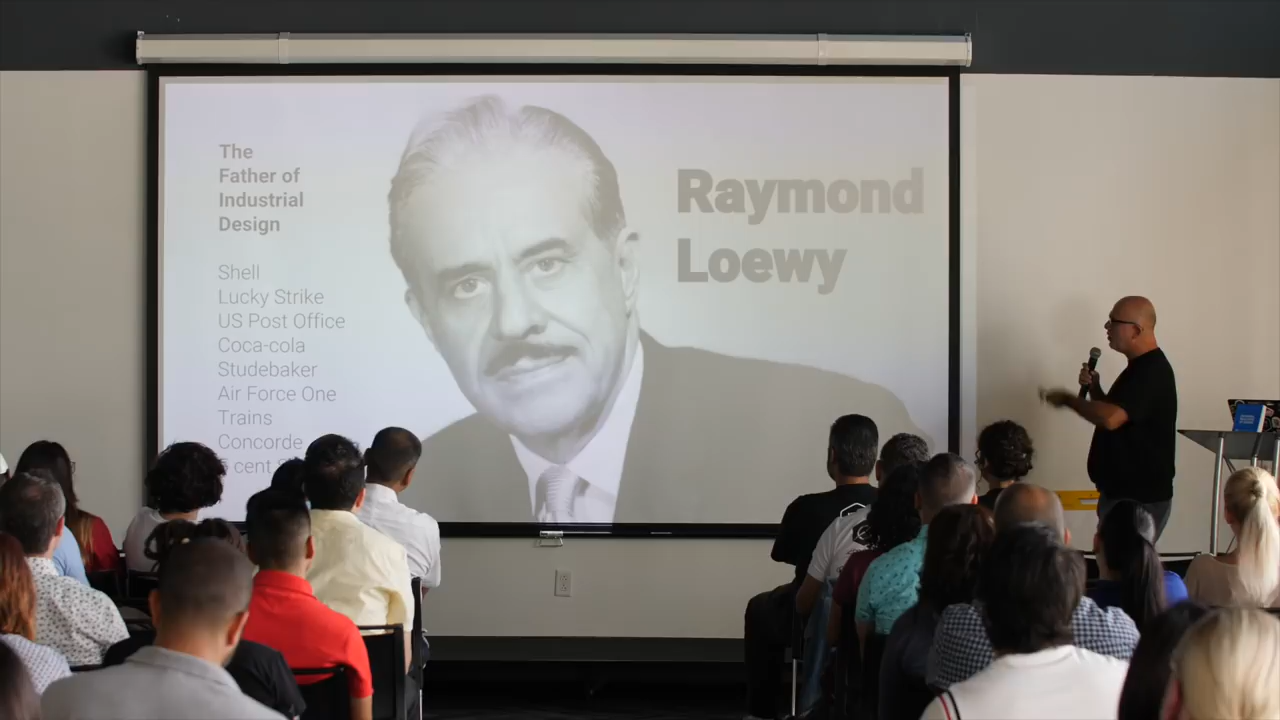 The
Father of
Industrial
Design
Shell
Lucky Strike
US Post Office
Coca-cola
Studebaker
Air Force One
Trains
Concorde
cent
Raymond
Loewy